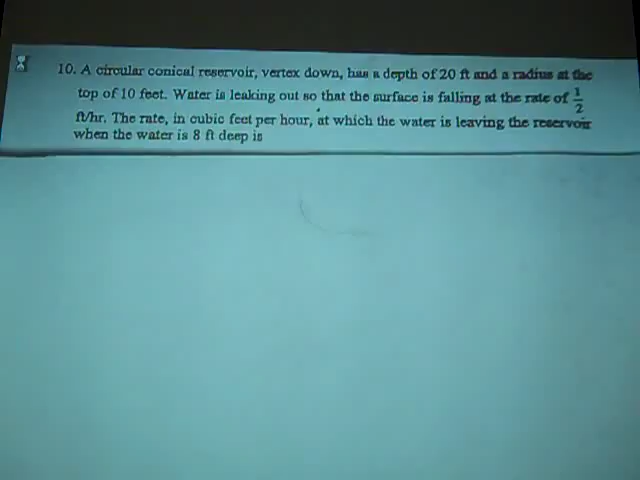 10. A circular conical reservoir, vertex down, has a depth of 20 ft and a radius at the
top of 10 feet. Water is leaking out so that the surface is falling at the rate of 1/2
ft/hr. The rate, in cubic feet per hour, at which the water is leaving the reservoir
when the water is 8 ft deep is